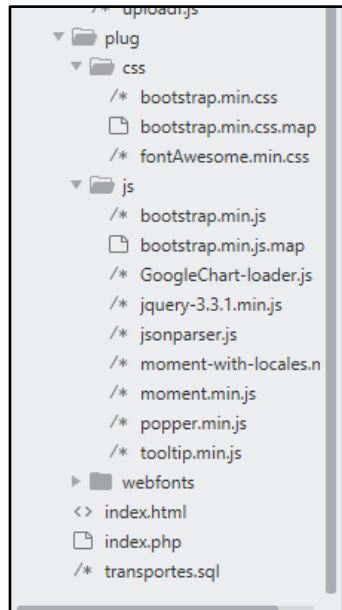 uploadr.js
plug
css
/* bootstrap.min.css
bootstrap.min.css.map
/* fontAwesome.min.css
js
/* bootstrap.min.js
bootstrap.min.js.map
/* GoogleChart-loader.js
/* jquery-3.3.1.min.js
/* jsonparser.js
/* moment-with-locales.n
/* moment.min.js
/* popper.min.js
/* tooltip.min.js
webfonts
<> index.html
index.php
/* transportes.sql